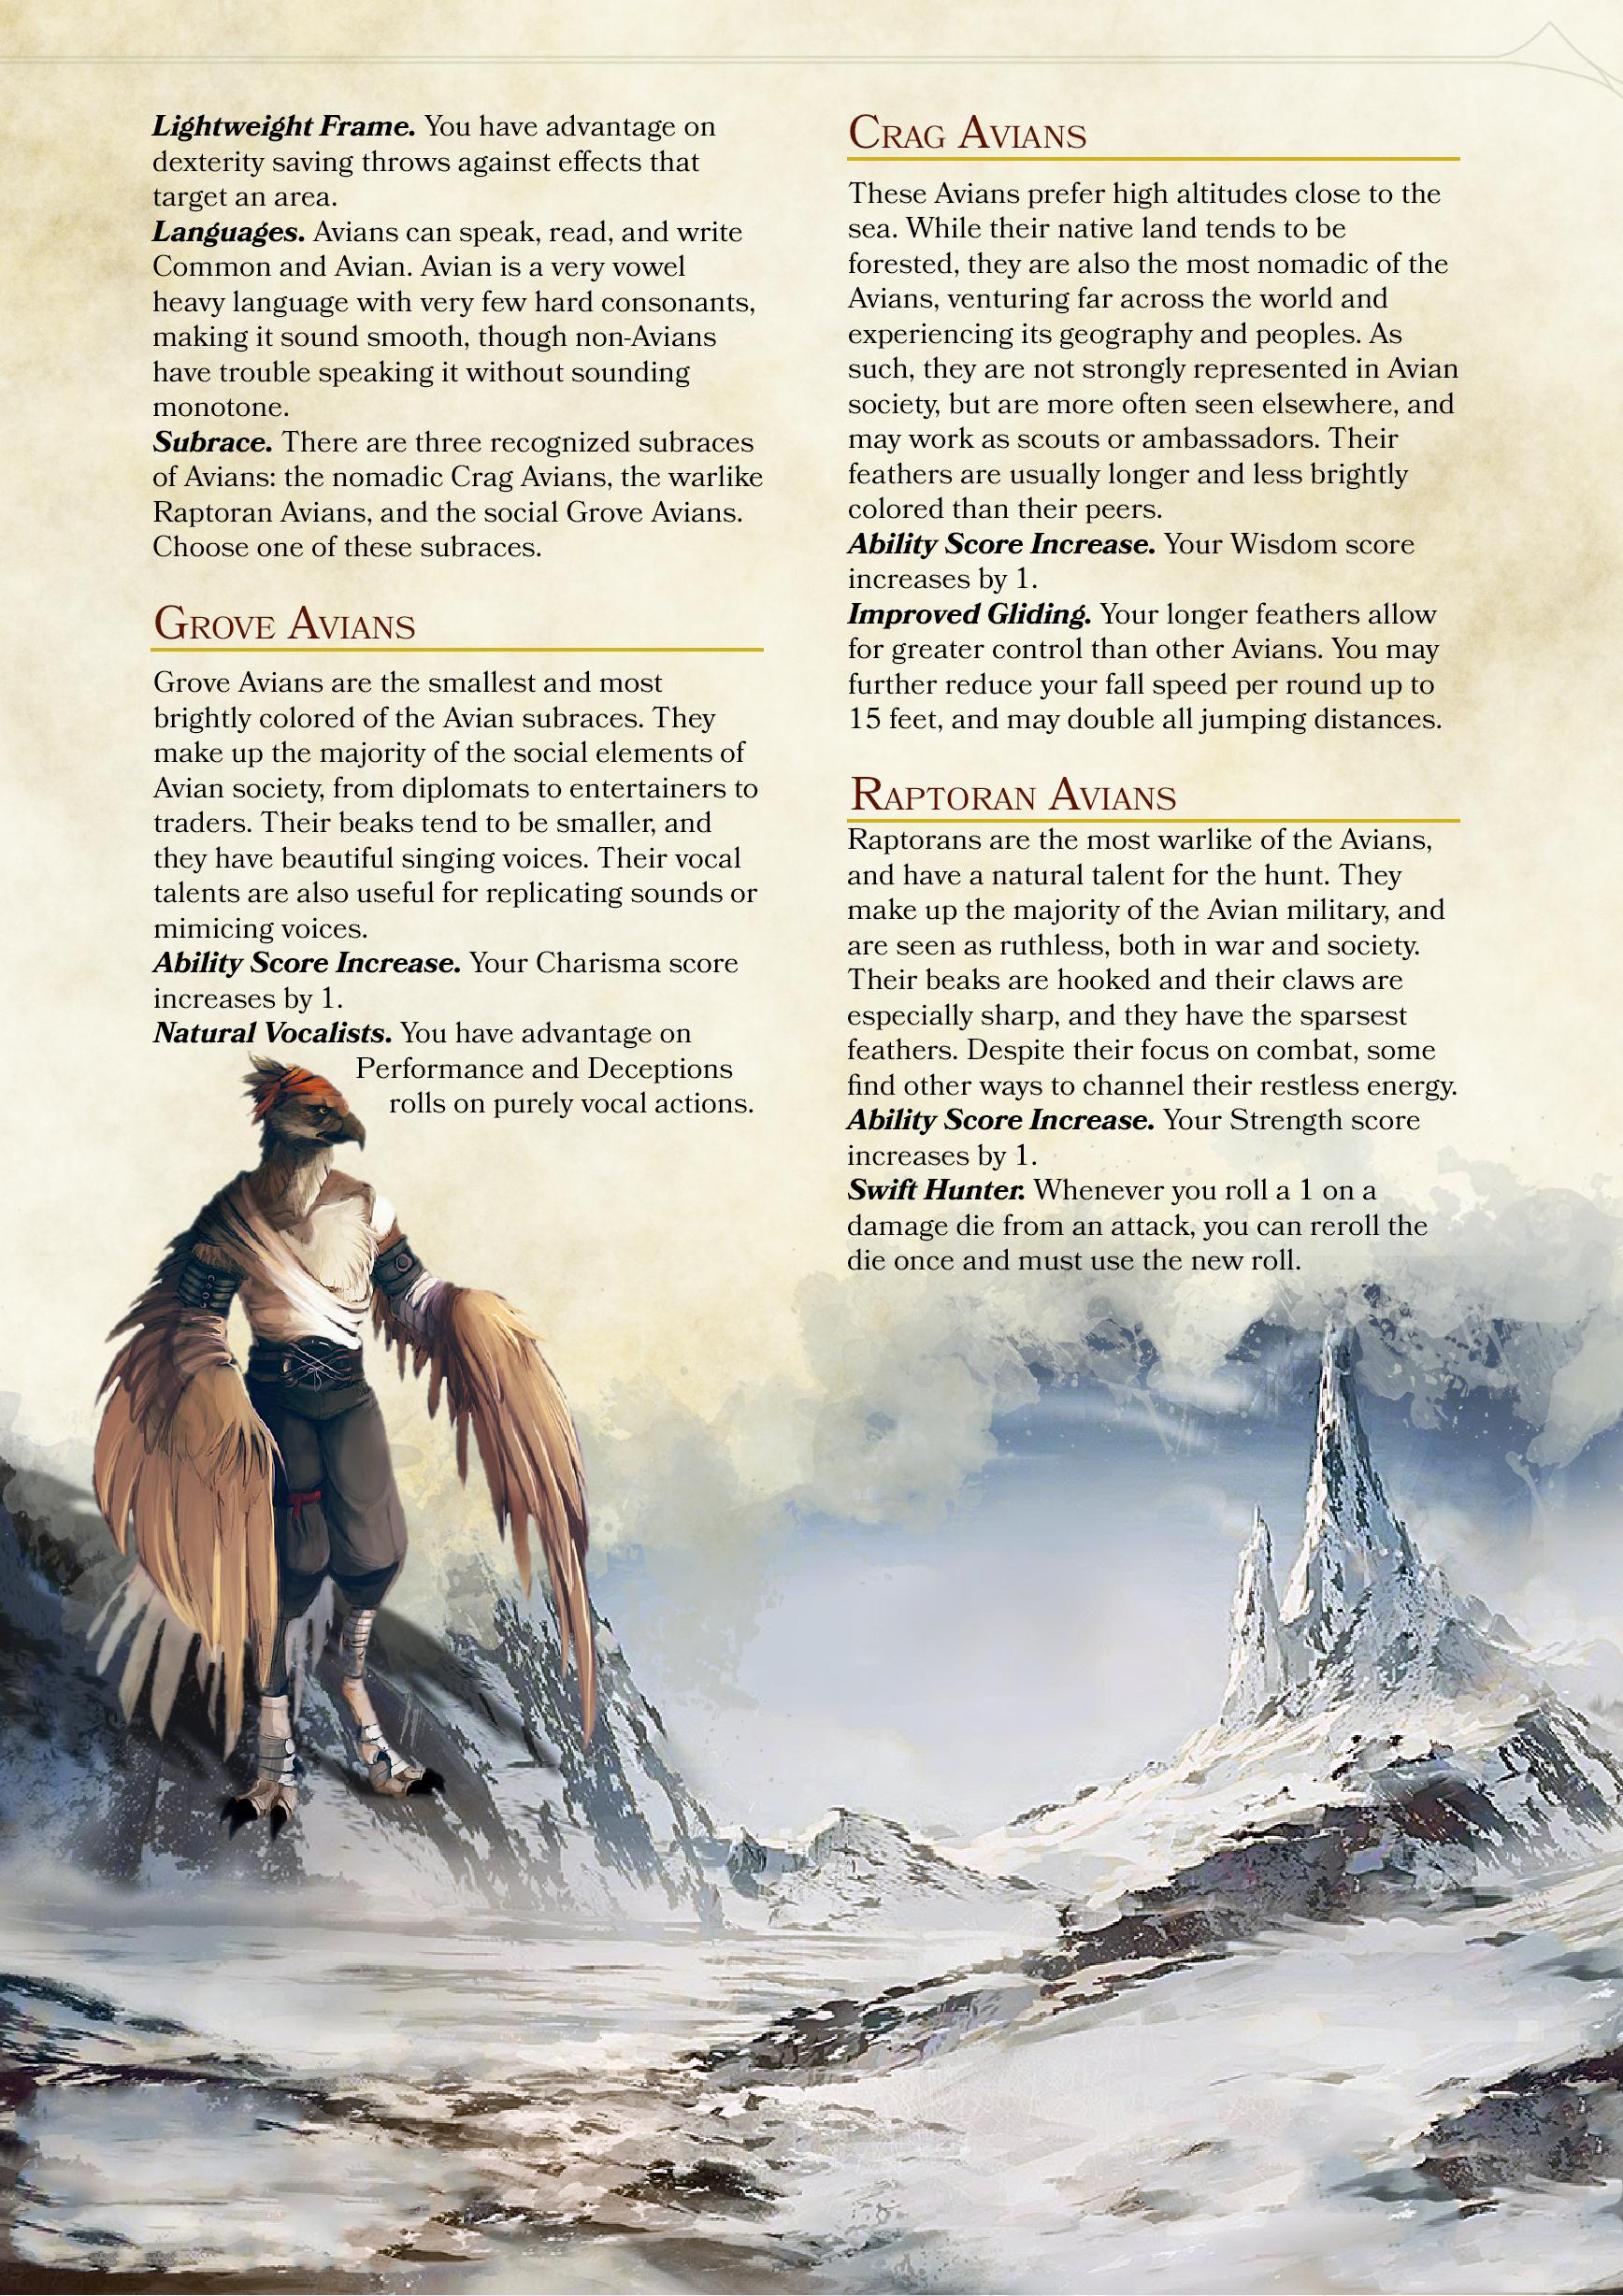 Lightweight Frame. You have advantage on
dexterity saving throws against effects that
target an area.
Languages. Avians can speak, read, and write
Common and Avian. Avian is a very vowel
heavy language with very few hard consonants,
making it sound smooth, though non-Avians
have trouble speaking it without sounding
monotone.
Subrace. There are three recognized subraces
of Avians: the nomadic Crag Avians, the warlike
Raptoran Avians, and the social Grove Avians.
Choose one of these subraces.
Grove Avians
Grove Avians are the smallest and most
brightly colored of the Avian subraces. They
make up the majority of the social elements of
Avian society, from diplomats to entertainers to
traders. Their beaks tend to be smaller, and
they have beautiful singing voices. Their vocal
talents are also useful for replicating sounds or
mimicing voices.
Ability Score Increase. Your Charisma score
increases by 1.
Natural Vocalists. You have advantage on
Performance and Deceptions
rolls on purely vocal actions.
Crag Avians
These Avians prefer high altitudes close to the
sea. While their native land tends to be
forested, they are also the most nomadic of the
Avians, venturing far across the world and
experiencing its geography and peoples. As
such, they are not strongly represented in Avian
society, but are more often seen elsewhere, and
may work as scouts or ambassadors. Their
feathers are usually longer and less brightly
colored than their peers.
Ability Score Increase. Your Wisdom score
increases by 1.
Improved Gliding. Your longer feathers allow
for greater control than other Avians. You may
further reduce your fall speed per round up to
15 feet, and may double all jumping distances.
Raptoran Avians
Raptorans are the most warlike of the Avians,
and have a natural talent for the hunt. They
make up the majority of the Avian military, and
are seen as ruthless, both in war and society.
Their beaks are hooked and their claws are
especially sharp, and they have the sparsest
feathers. Despite their focus on combat, some
find other ways to channel their restless energy.
Ability Score Increase. Your Strength score
increases by 1.
Swift Hunter. Whenever you roll a 1 on a
damage die from an attack, you can reroll the
die once and must use the new roll.